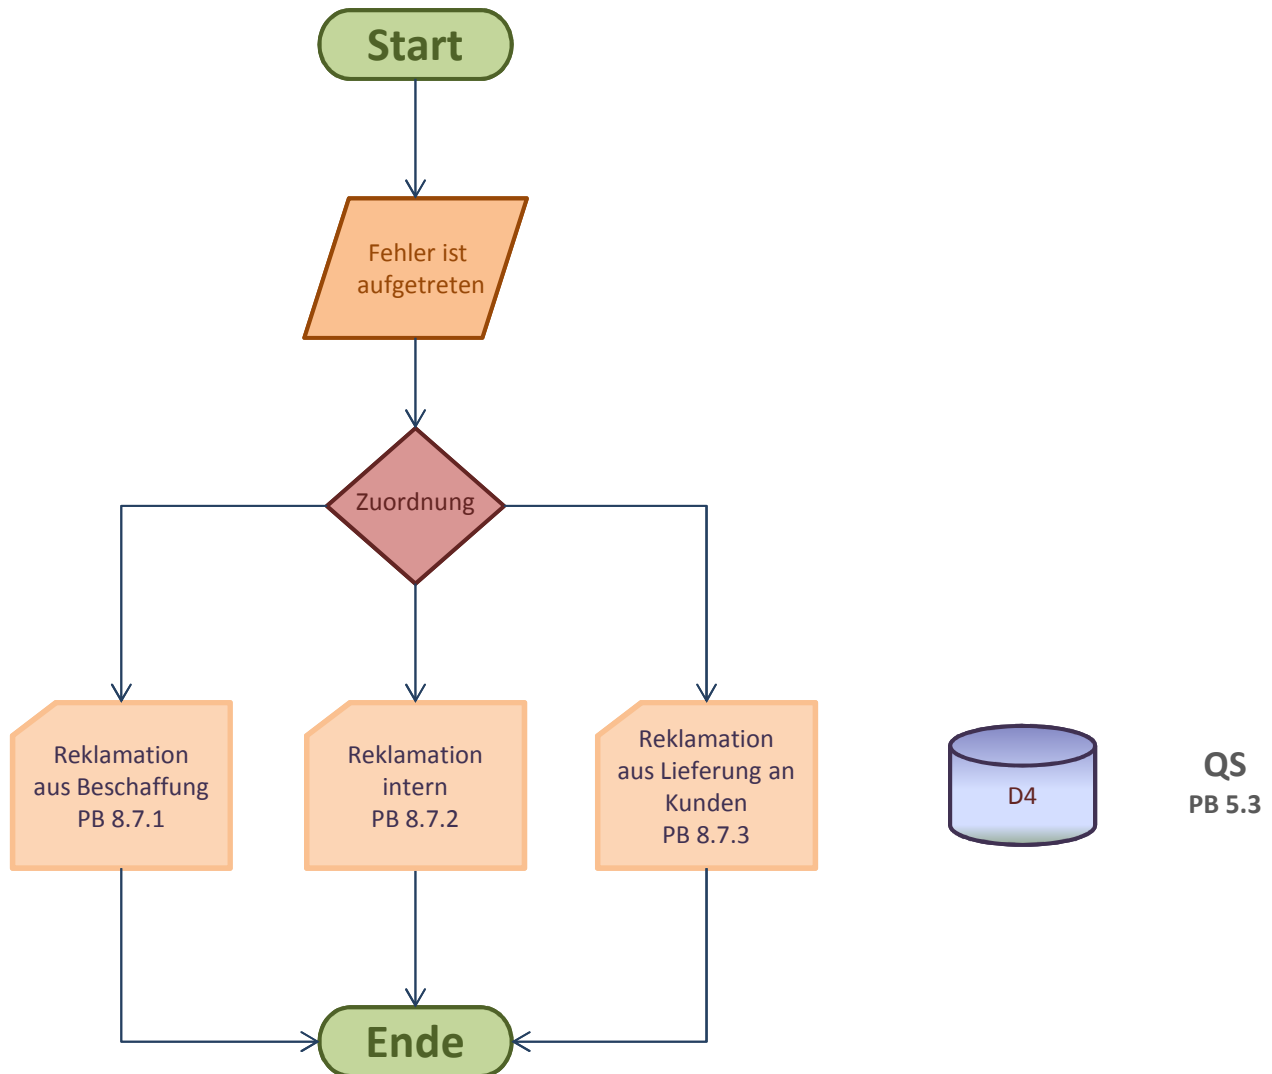 Start
Fehler ist
aufgetreten
Zuordnung
Reklamation
aus Beschaffung
PB 8.7.1
Reklamation
intern
PB 8.7.2
Reklamation
aus Lieferung an
Kunden
PB 8.7.3
D4
QS
PB 5.3
Ende